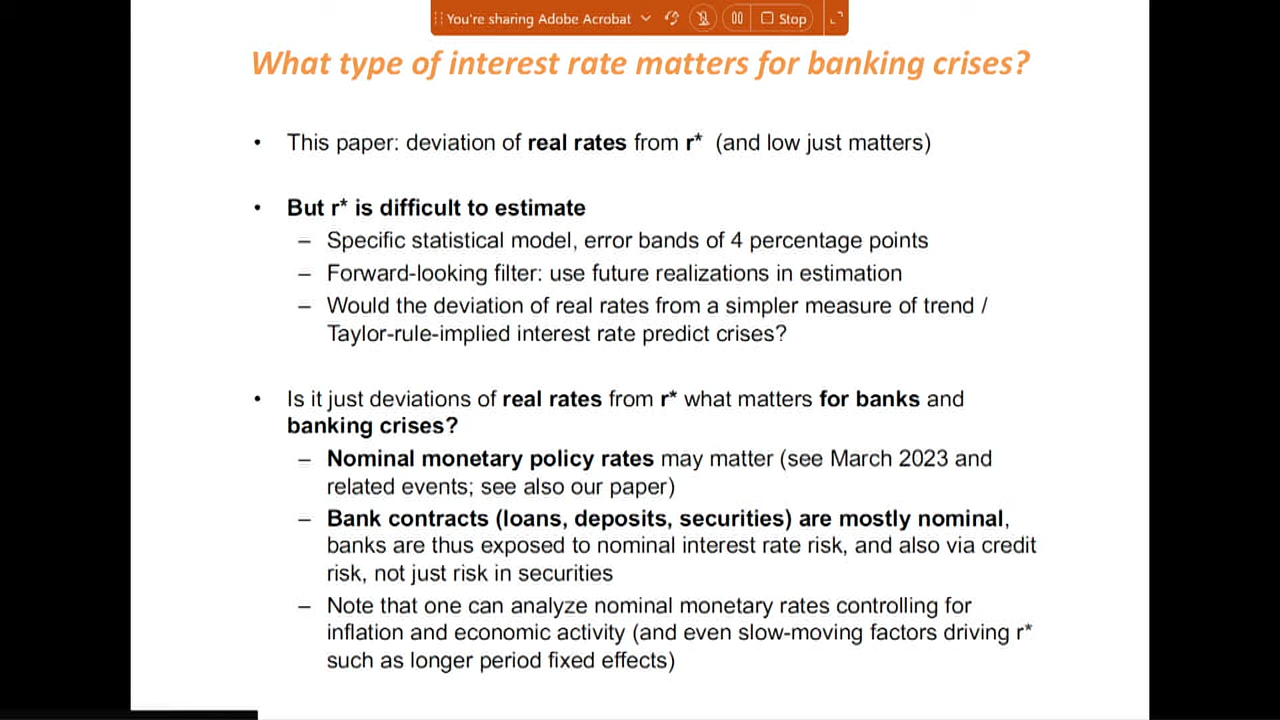 You're sharing Adobe Acrobat Stop
What type of interest rate matters for banking crises?
• This paper: deviation of real rates from r* (and low just matters)
• But r* is difficult to estimate
– Specific statistical model, error bands of 4 percentage points
– Forward-looking filter: use future realizations in estimation
– Would the deviation of real rates from a simpler measure of trend /
Taylor-rule-implied interest rate predict crises?
• Is it just deviations of real rates from r* what matters for banks and
banking crises?
– Nominal monetary policy rates may matter (see March 2023 and
related events; see also our paper)
– Bank contracts (loans, deposits, securities) are mostly nominal,
banks are thus exposed to nominal interest rate risk, and also via credit
risk, not just risk in securities
– Note that one can analyze nominal monetary rates controlling for
inflation and economic activity (and even slow-moving factors driving r*
such as longer period fixed effects)